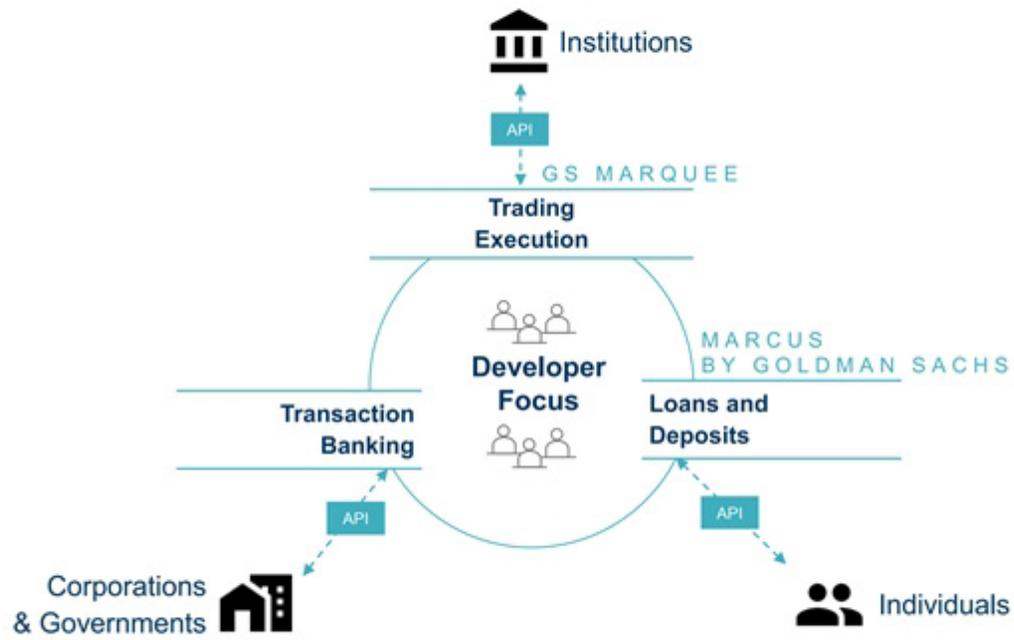 Institutions
API
GS MARQUEE
Trading
Execution
Developer
Focus
MARCUS
BY GOLDMAN SACHS
Loans and
Deposits
Transaction
Banking
API
API
Corporations
& Governments
Individuals